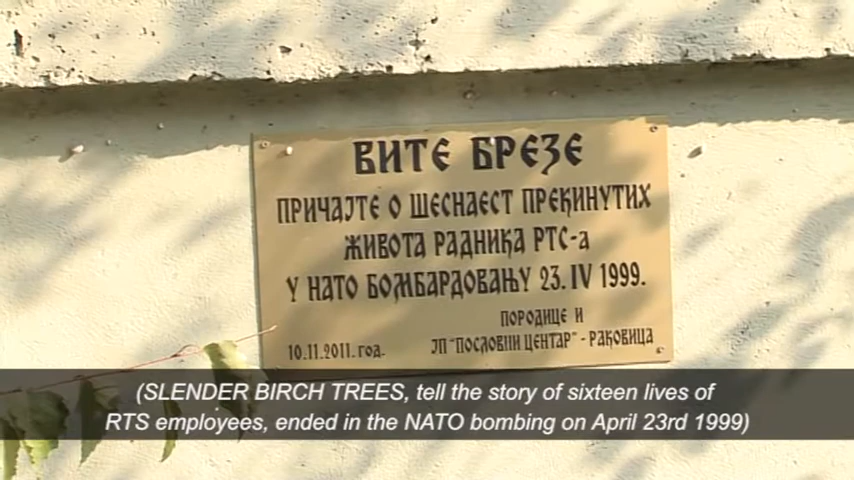 ВИТЕ БРЕЗЕ
ПРИЧАЈТЕ О ШЕСНАЕСТ ПРЕКИНУТИХ
ЖИВОТА РАДНИКА РТС-а
У НАТО БОМБАРДОВАЊУ 23. IV 1999.
ПОРОДИЦЕ И
10.11.2011. год. ЈП "ПОСЛОВНИ ЦЕНТАР" - РАКОВИЦА
(SLENDER BIRCH TREES, tell the story of sixteen lives of
RTS employees, ended in the NATO bombing on April 23rd 1999)